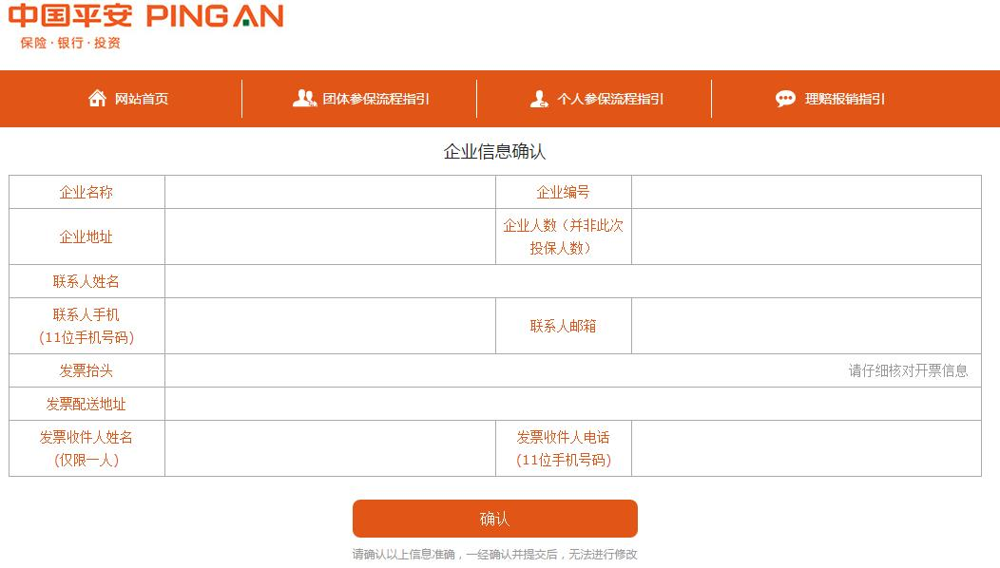 中国平安 PING AN
保险·银行·投资
网站首页 团体参保流程指引 个人参保流程指引 理赔报销指引
企业信息确认
企业名称 企业编号
企业地址 企业人数（并非此次
投保人数）
联系人姓名
联系人手机
(11位手机号码) 联系人邮箱
发票抬头 请仔细核对开票信息
发票配送地址
发票收件人姓名
(仅限一人) 发票收件人电话
(11位手机号码)
确认
请确认以上信息准确，一经确认并提交后，无法进行修改